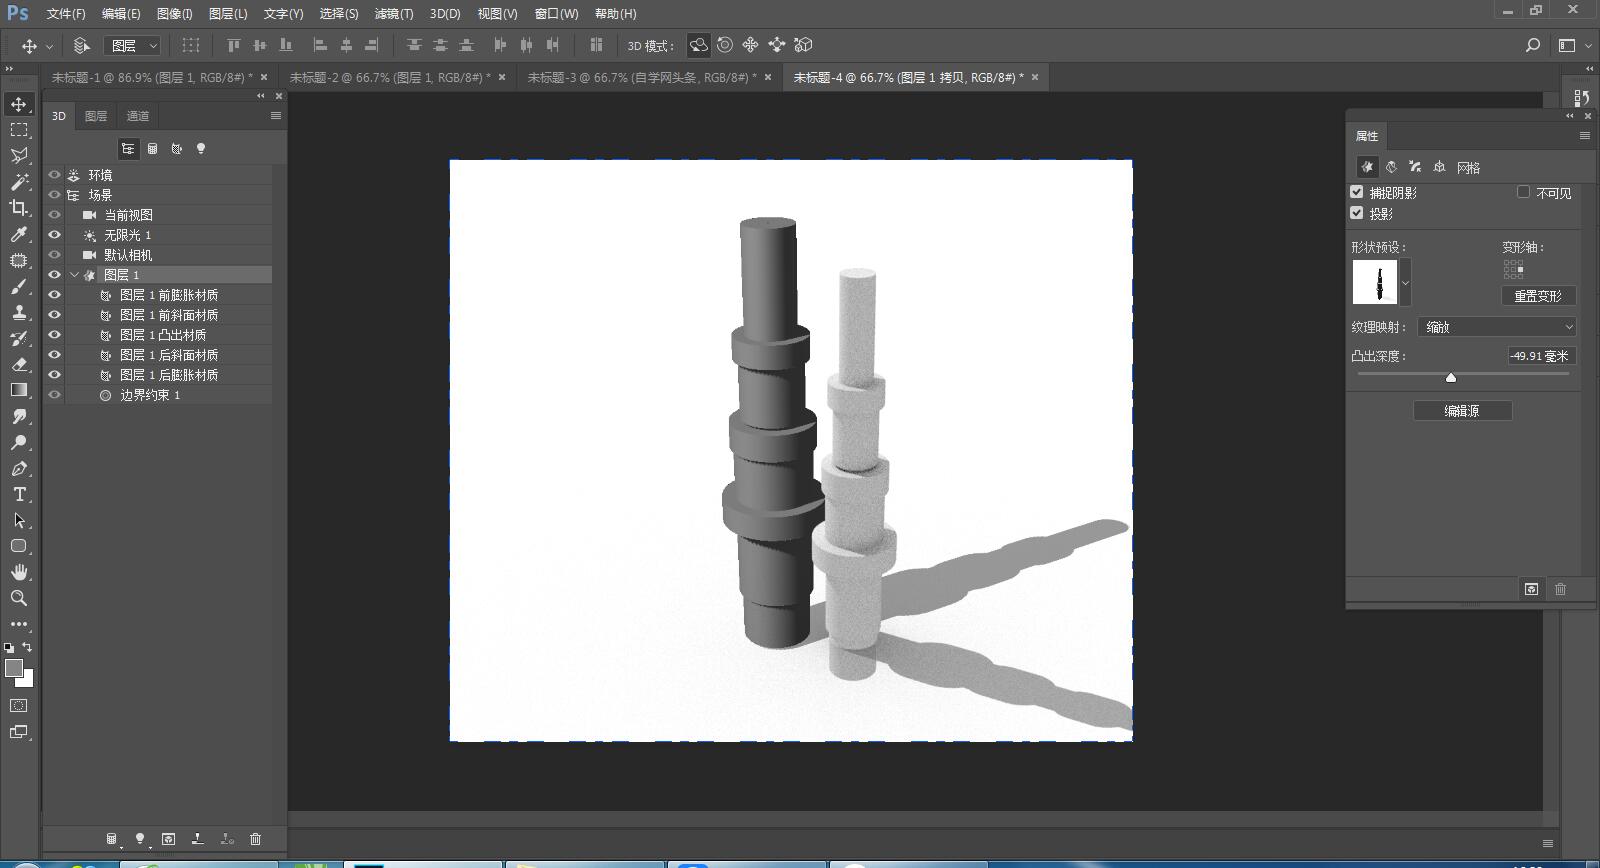 Ps 文件(F) 编辑(E) 图像(I) 图层(L) 文字(Y) 选择(S) 滤镜(T) 3D(D) 视图(V) 窗口(W) 帮助(H)
图层 3D 模式:
未标题-1 @ 86.9% (图层 1, RGB/8#) * × 未标题-2 @ 66.7% (图层 1, RGB/8#) * × 未标题-3 @ 66.7% (自学网头条, RGB/8#) * × 未标题-4 @ 66.7% (图层 1 拷贝, RGB/8#) * ×
3D 图层 通道
环境
场景
当前视图
无限光 1
默认相机
图层 1
图层 1 前膨胀材质
图层 1 前斜面材质
图层 1 凸出材质
图层 1 后斜面材质
图层 1 后膨胀材质
边界约束 1
T
属性
网格
捕捉阴影 不可见
投影
形状预设: 变形轴:
重置变形
纹理映射: 缩放
凸出深度: -49.91 毫米
编辑源